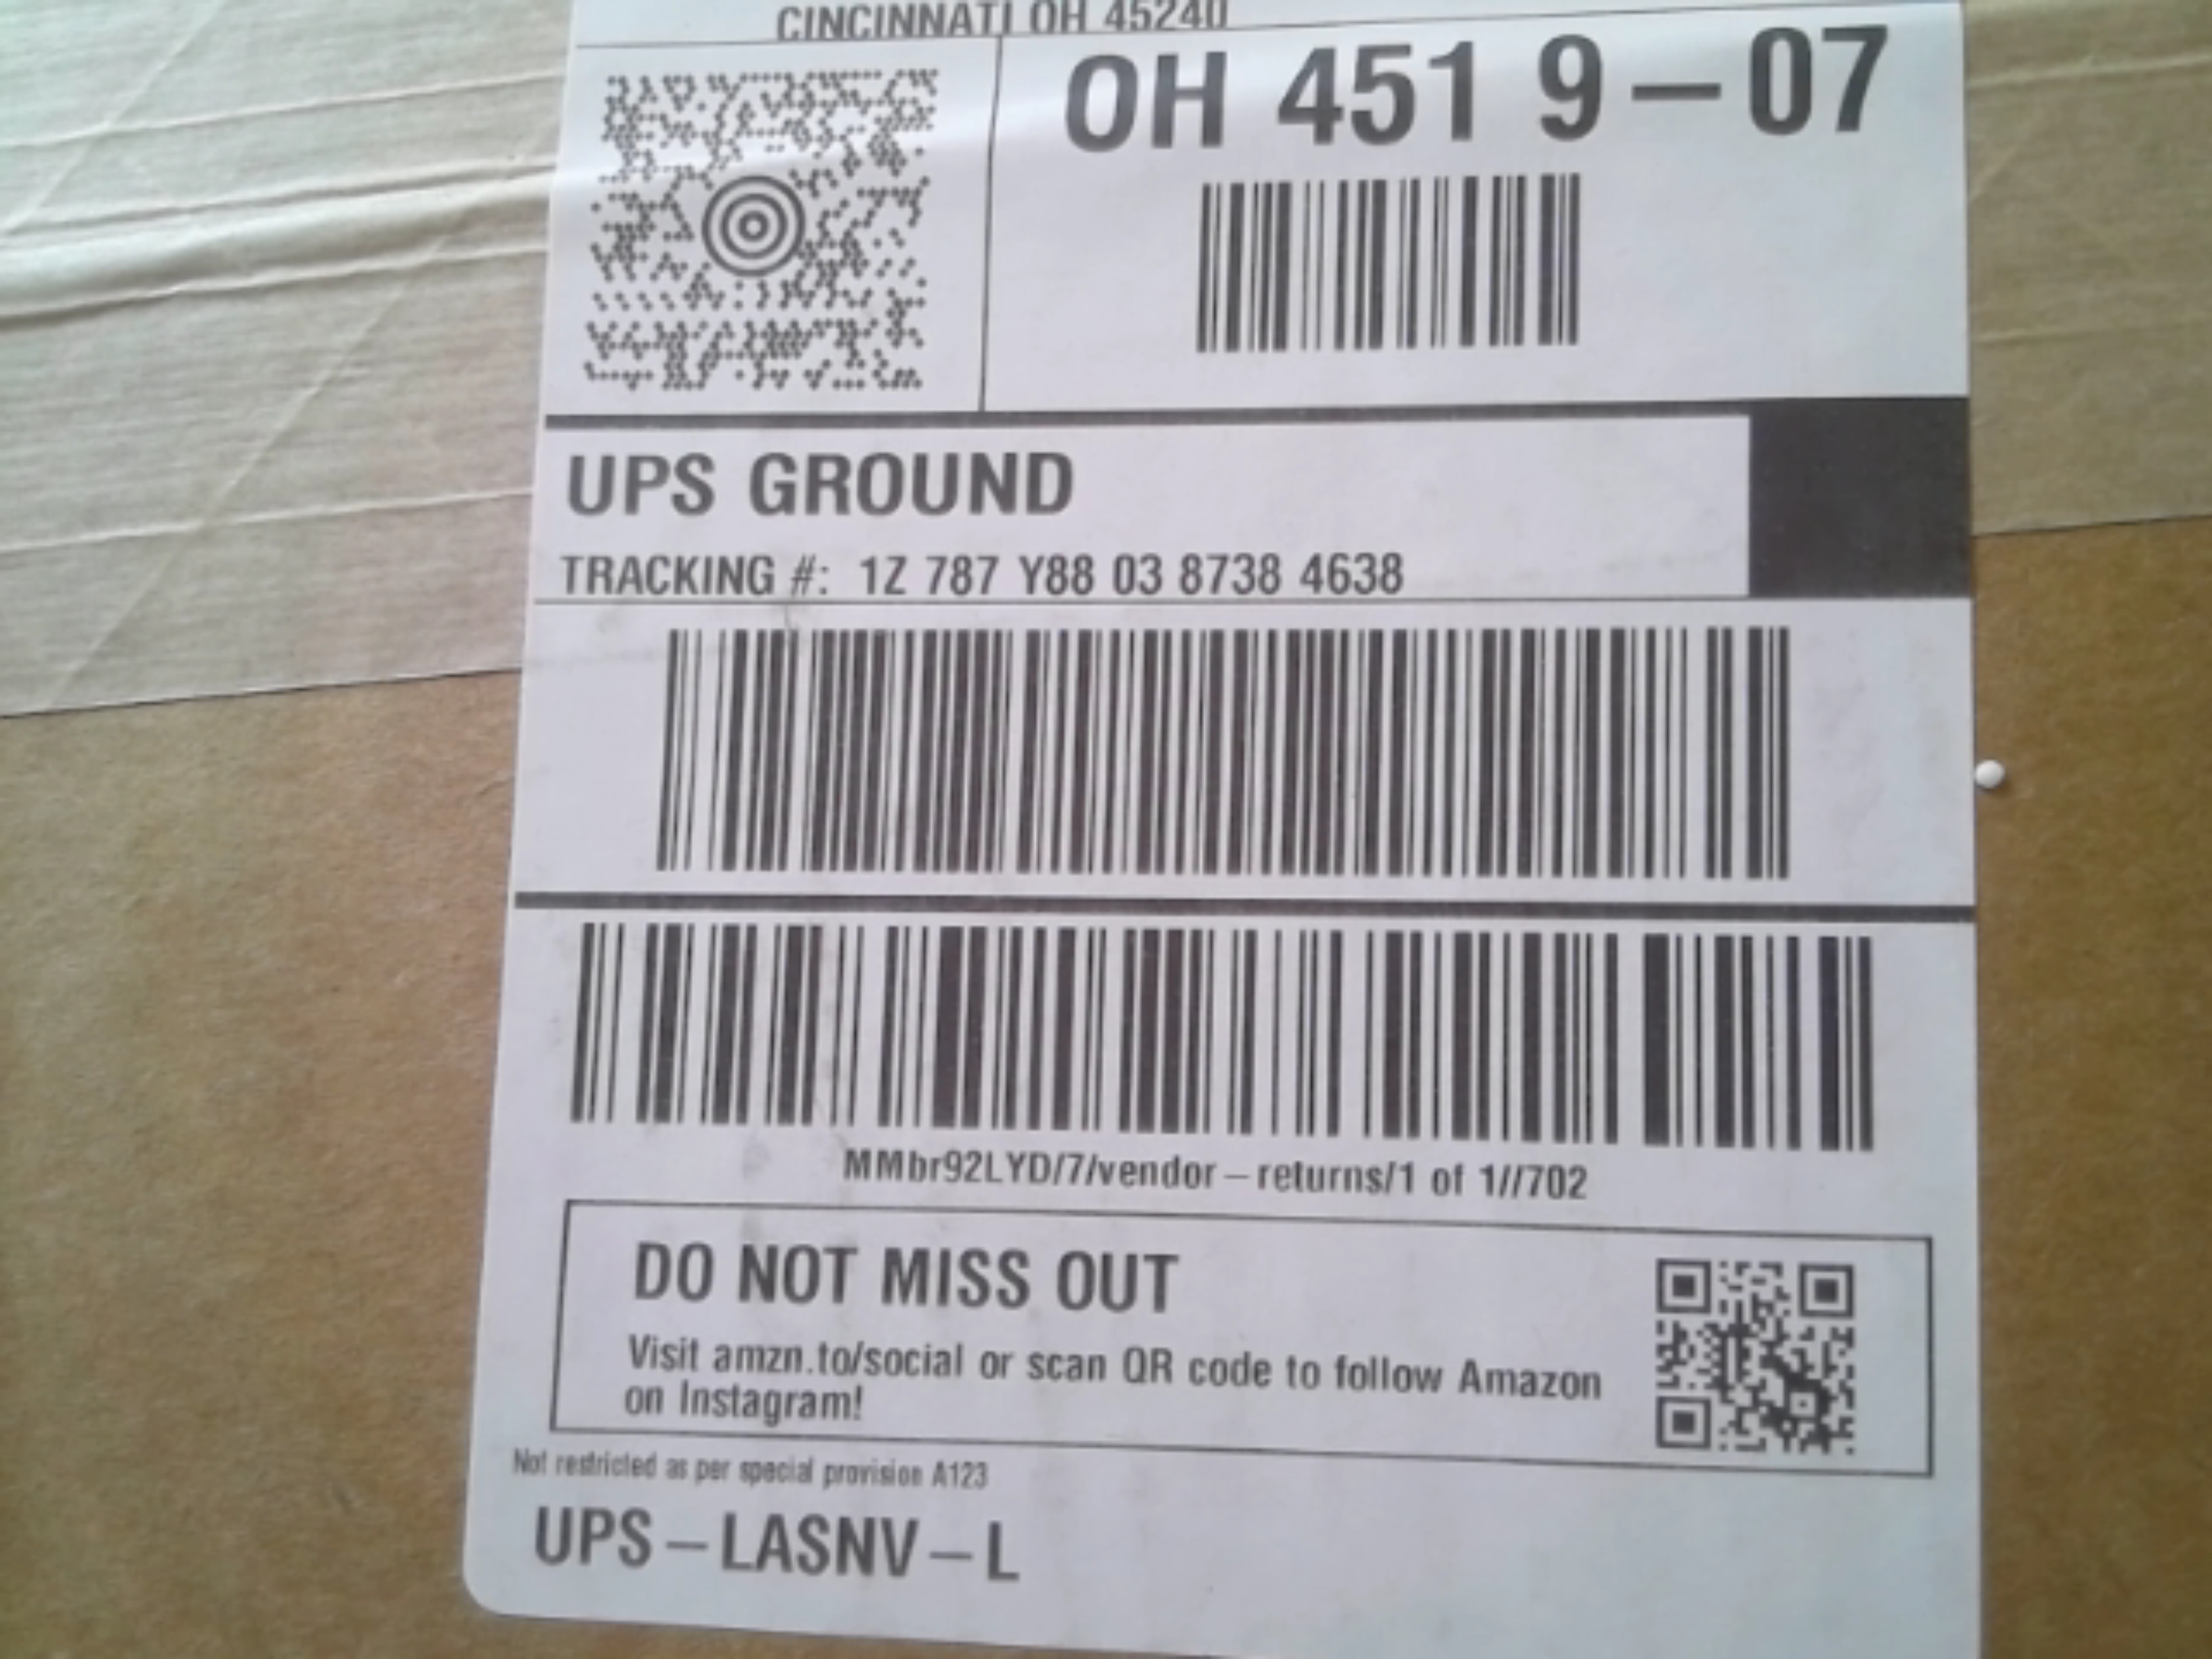 CINCINNATI OH 45240
OH 451 9-07
UPS GROUND
TRACKING #: 1Z 787 Y88 03 8738 4638
MMbr92LYD/7/vendor-returns/1 of 1//702
DO NOT MISS OUT
Visit amzn.to/social or scan QR code to follow Amazon
on Instagram!
Not restricted as per special provision A123
UPS-LASNV-L